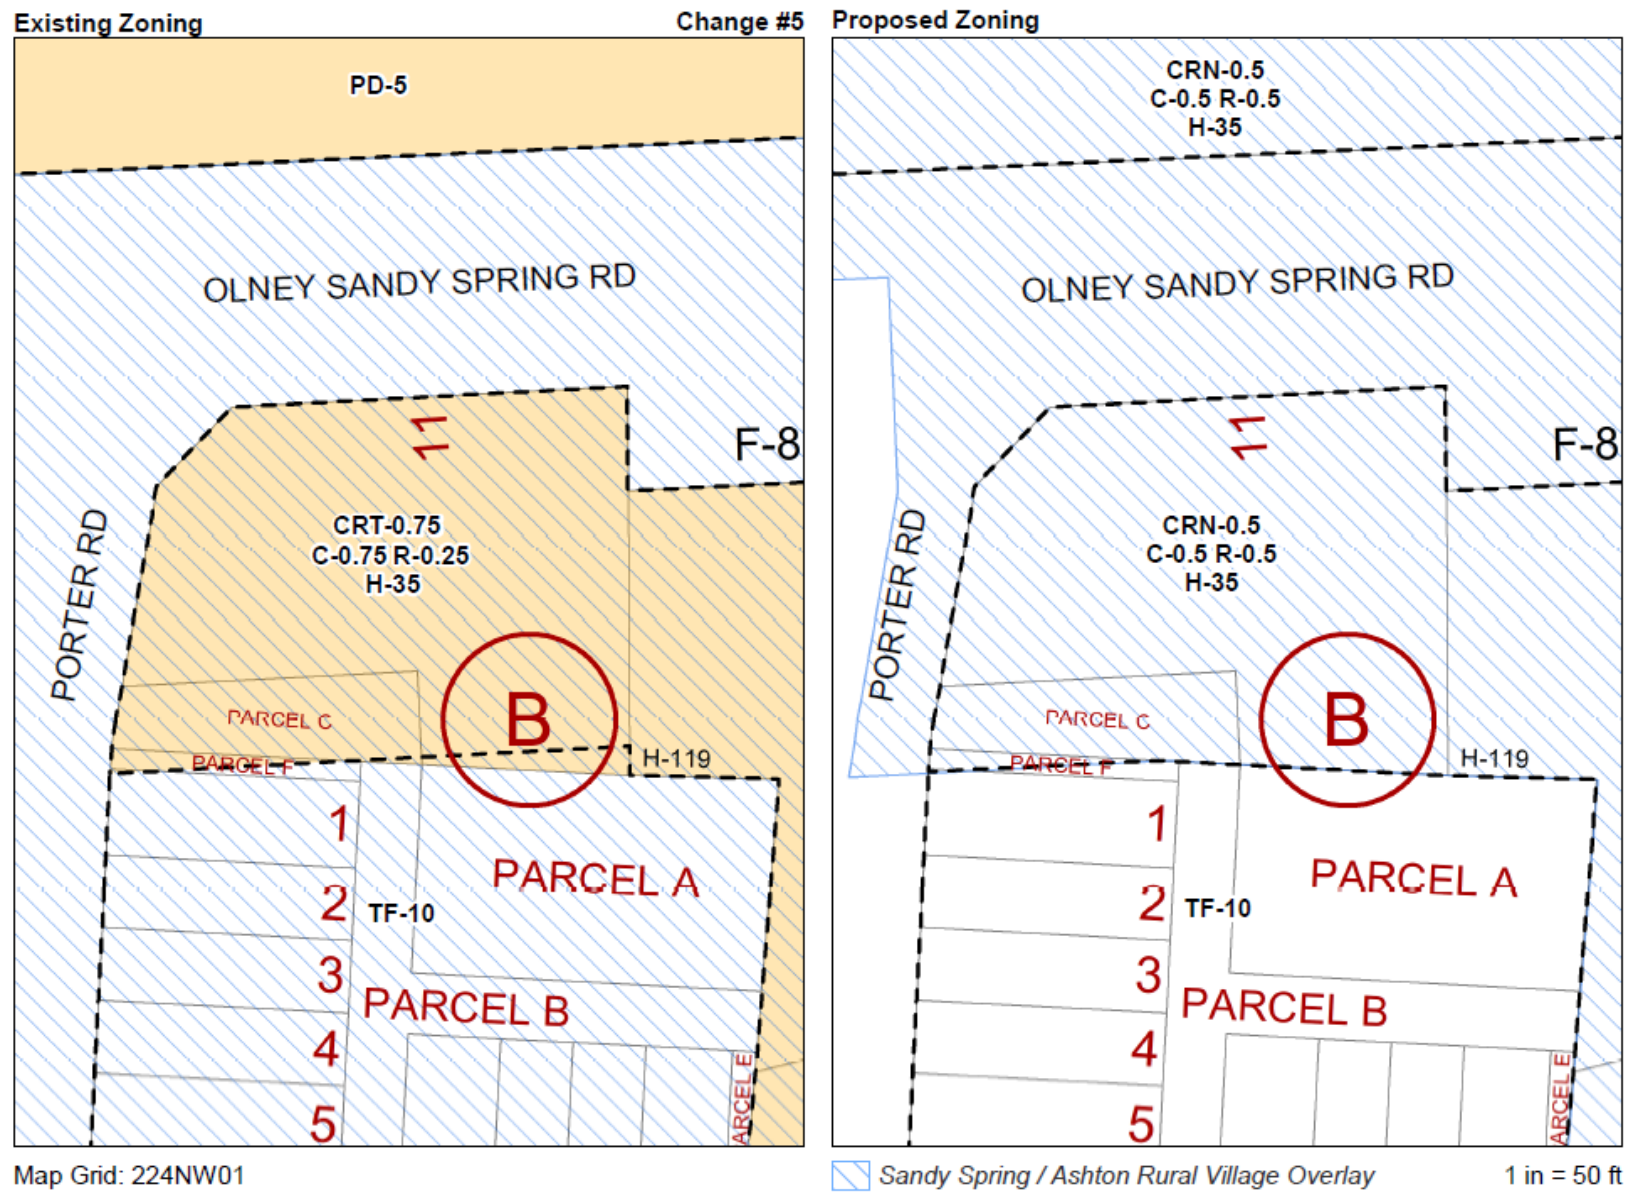 Existing Zoning
Change #5
PD-5
OLNEY SANDY SPRING RD
11
F-8
CRT-0.75
C-0.75 R-0.25
H-35
PORTER RD
B
PARCEL C
PARCEL F
H-119
1
PARCEL A
2
TF-10
3
PARCEL B
4
ARCEL E
5
Map Grid: 224NW01
Proposed Zoning
CRN-0.5
C-0.5 R-0.5
H-35
OLNEY SANDY SPRING RD
11
F-8
CRN-0.5
C-0.5 R-0.5
H-35
PORTER RD
B
PARCEL C
PARCEL F
H-119
1
PARCEL A
2
TF-10
3
PARCEL B
4
ARCEL E
5
Sandy Spring / Ashton Rural Village Overlay
1 in = 50 ft